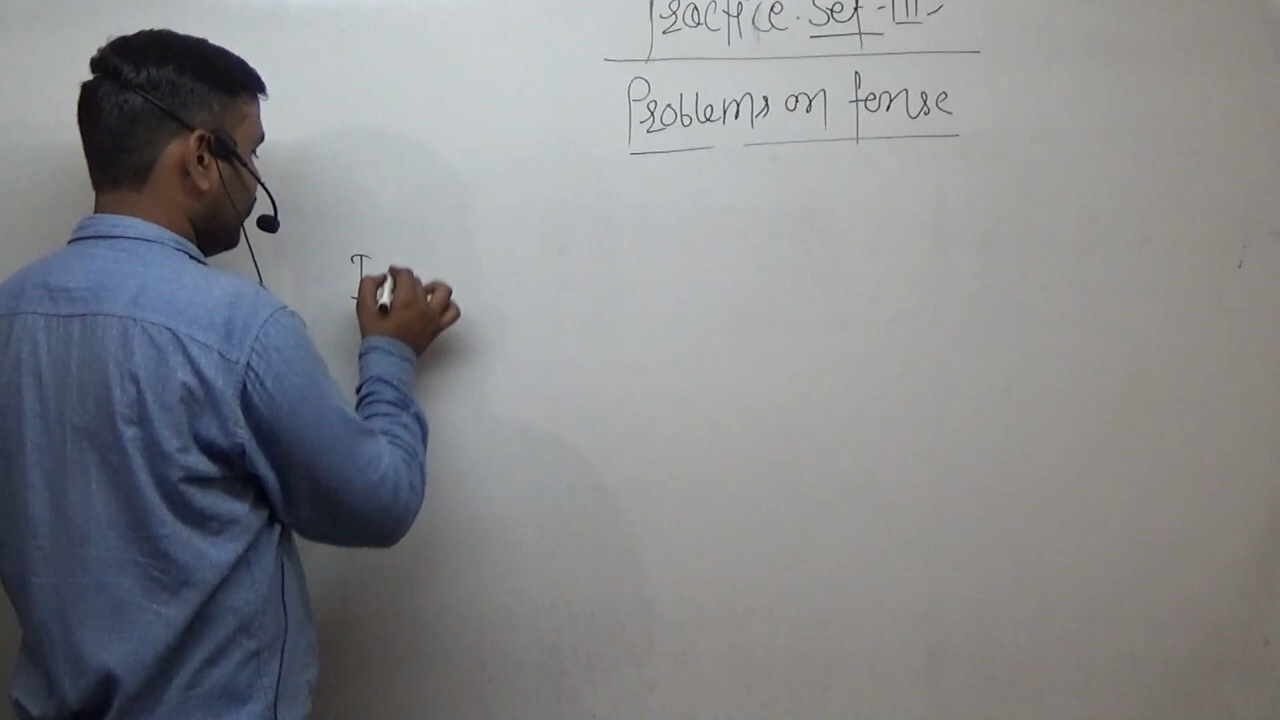 Practice. Set - III -
Problems on tense
I